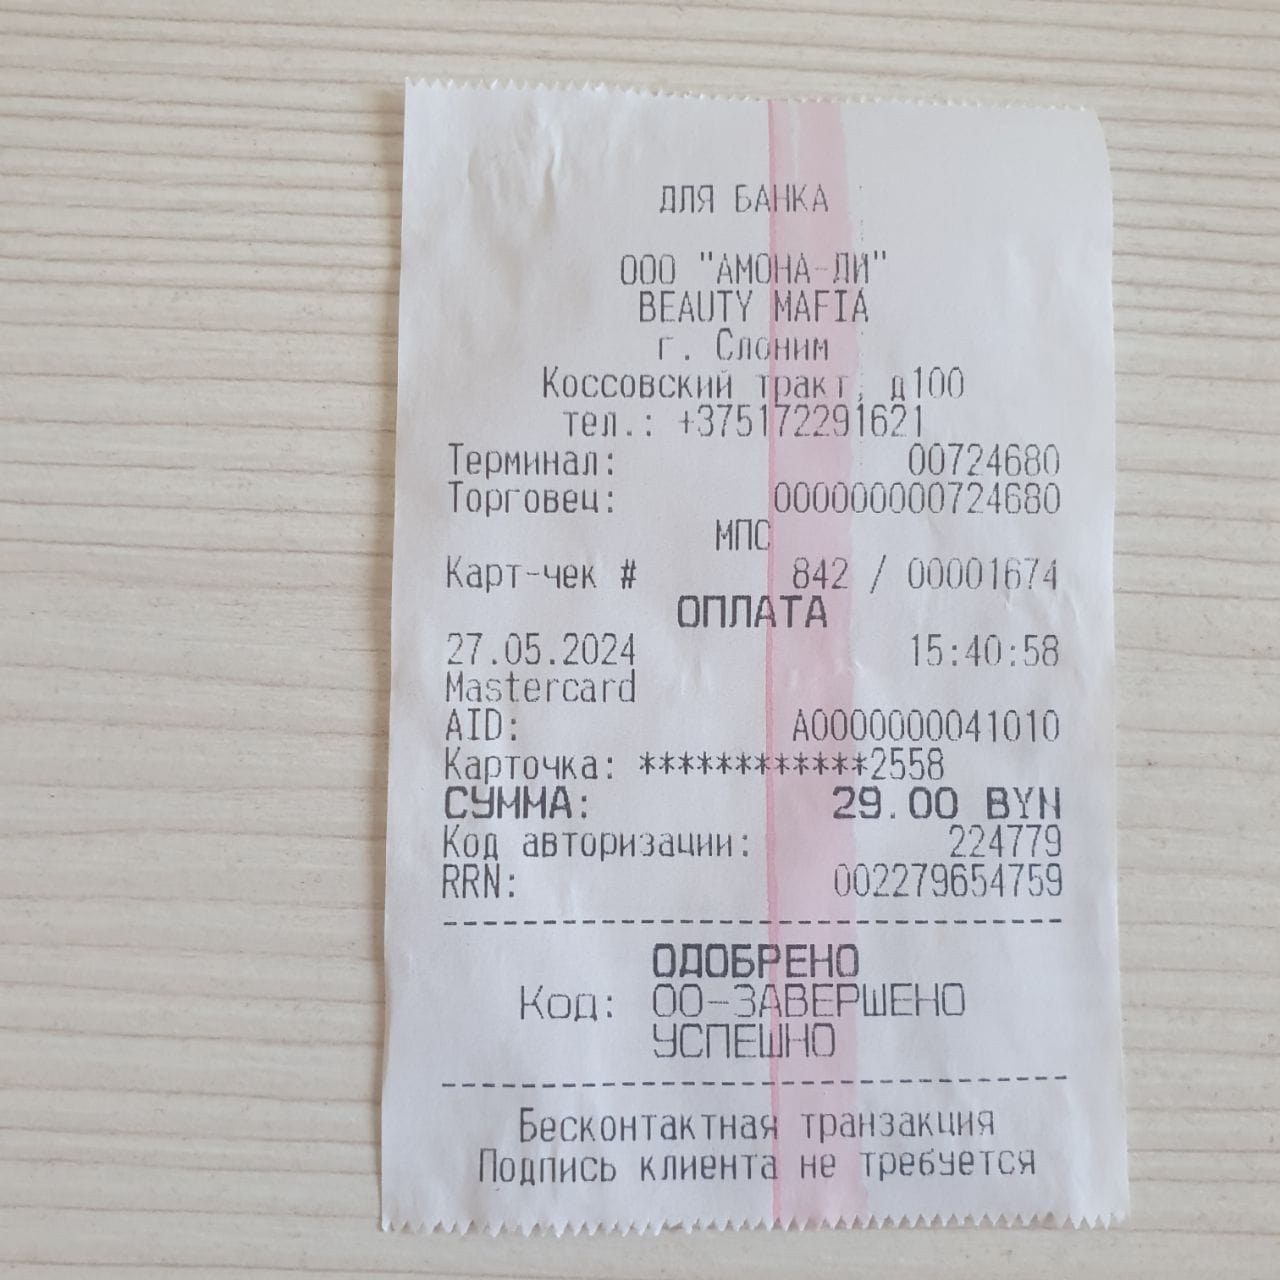 ДЛЯ БАНКА
ООО "АМОНА-ЛИ"
BEAUTY MAFIA
г. Слоним
Коссовский тракт, д100
тел.: +375172291621
Терминал: 00724680
Торговец: 000000000724680
МПС
Карт-чек # 842 / 00001674
ОПЛАТА
27.05.2024 15:40:58
Mastercard
AID: A0000000041010
Карточка: ************2558
СУММА: 29.00 BYN
Код авторизации: 224779
RRN: 002279654759
ОДОБРЕНО
Код: 00-ЗАВЕРШЕНО
УСПЕШНО
Бесконтактная транзакция
Подпись клиента не требуется